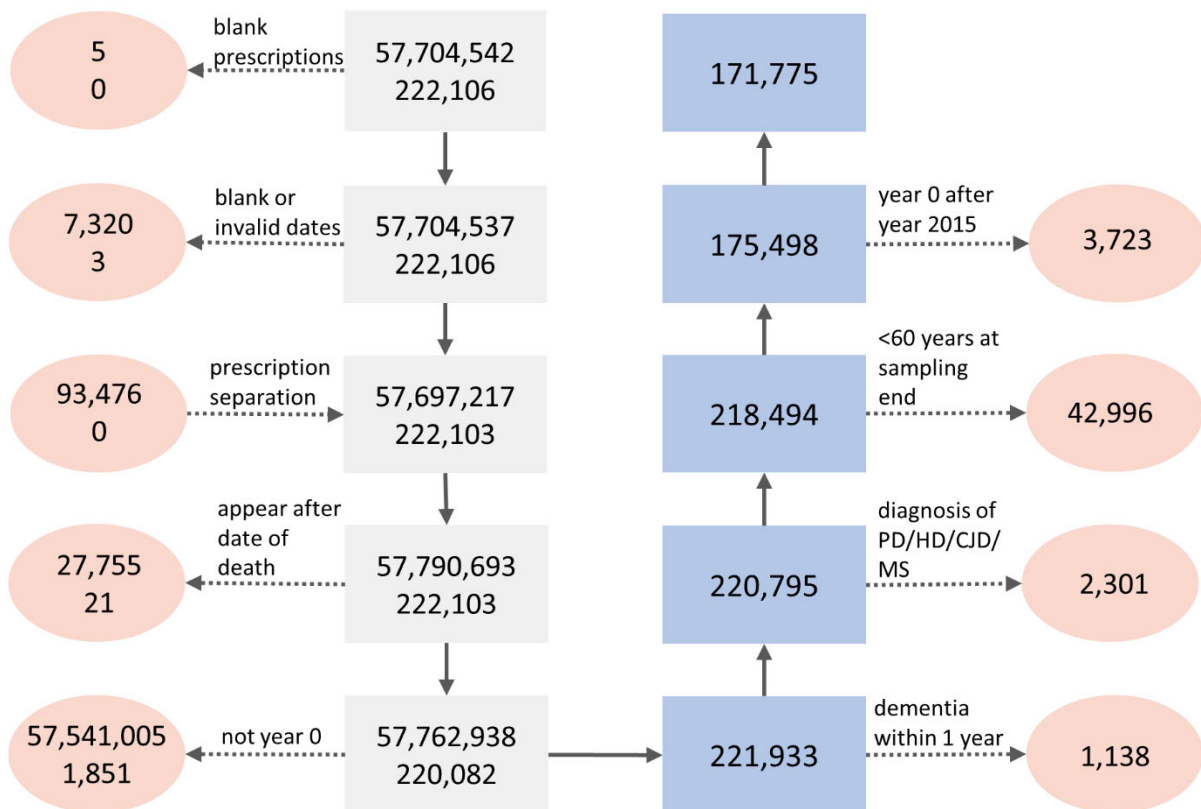 5
0
blank
prescriptions
57,704,542
222,106
7,320
3
blank or
invalid dates
57,704,537
222,106
93,476
0
prescription
separation
57,697,217
222,103
27,755
21
appear after
date of
death
57,790,693
222,103
57,541,005
1,851
not year 0
57,762,938
220,082
171,775
175,498
year 0 after
year 2015
3,723
218,494
<60 years at
sampling
end
42,996
220,795
diagnosis of
PD/HD/CJD/
MS
2,301
221,933
dementia
within 1 year
1,138